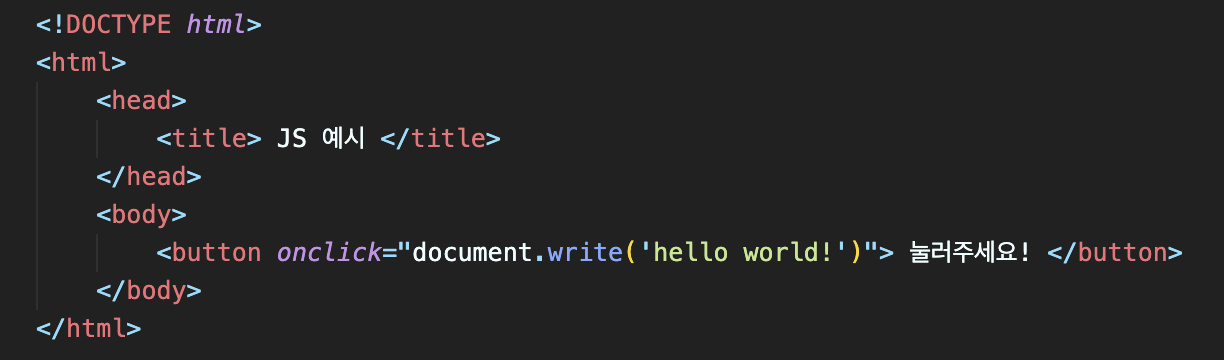 <!DOCTYPE html>
<html>
    <head>
        <title> JS 예시 </title>
    </head>
    <body>
        <button onclick="document.write('hello world!')"> 눌러주세요! </button>
    </body>
</html>